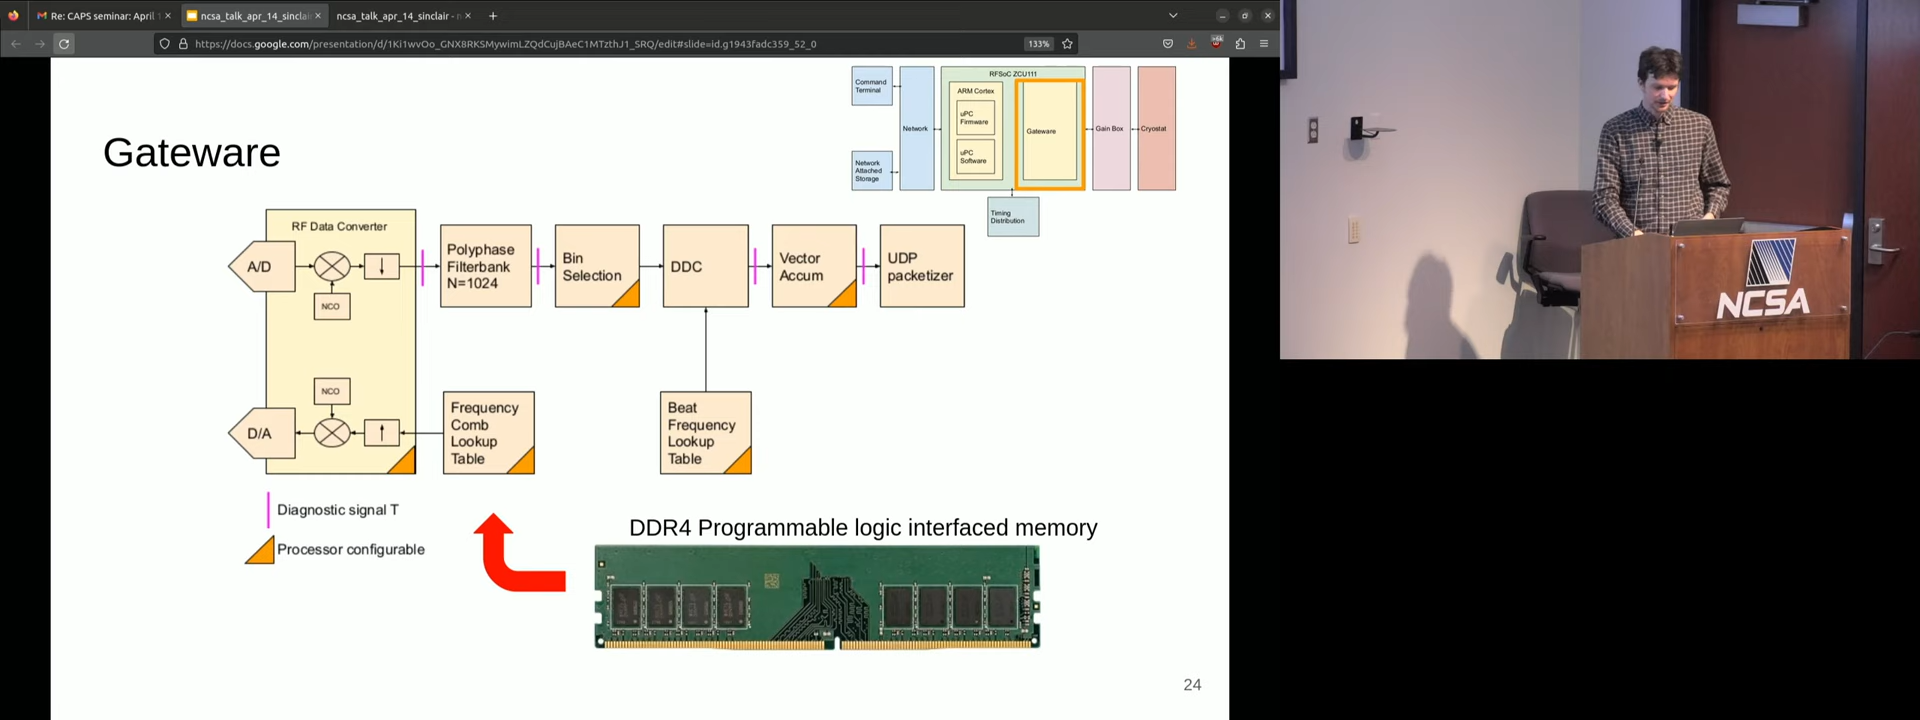 Re: CAPS seminar: April
ncsa_talk_apr_14_sinclair
ncsa_talk_apr_14_sinclair - 
https://docs.google.com/presentation/d/1Ki1wvOo_GNX8RKSMywimLZQdCujBAeC1MTzthJ1_SRQ/edit#slide=id.g1943fadc359_52_0
133%
Gateware
Command
Terminal
Network
Attached
Storage
Network
RFSoC ZCU111
ARM Cortex
uPC
Firmware
uPC
Software
Gateware
Gain Box
Cryostat
Timing
Distribution
RF Data Converter
A/D
NCO
Polyphase
Filterbank
N=1024
Bin
Selection
DDC
Vector
Accum
UDP
packetizer
NCO
D/A
Frequency
Comb
Lookup
Table
Beat
Frequency
Lookup
Table
Diagnostic signal T
Processor configurable
DDR4 Programmable logic interfaced memory
24
NCSA